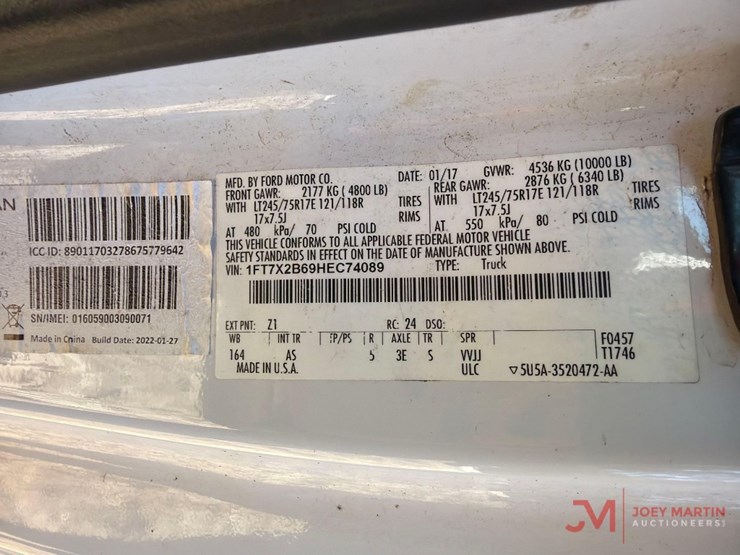 AN
ICC ID: 8901170327867577​9642
SN/IMEI: 016059003090071
Made in China Build Date: 2022-01-27
MFD. BY FORD MOTOR CO. DATE: 01/17 GVWR: 4536 KG (10000 LB)
FRONT GAWR: 2177 KG ( 4800 LB) REAR GAWR: 2876 KG ( 6340 LB)
WITH LT245/75R17E 121/118R TIRES WITH LT245/75R17E 121/118R TIRES
17x7.5J RIMS 17x7.5J RIMS
AT 480 kPa/ 70 PSI COLD AT 550 kPa/ 80 PSI COLD
THIS VEHICLE CONFORMS TO ALL APPLICABLE FEDERAL MOTOR VEHICLE
SAFETY STANDARDS IN EFFECT ON THE DATE OF MANUFACTURE SHOWN ABOVE.
VIN: 1FT7X2B69HEC74089 TYPE: Truck
EXT PNT: Z1 RC: 24 DSO:
WB INT TR TP/PS R AXLE TR SPR F0457
164 AS 5 3E S VVJJ T1746
MADE IN U.S.A. ULC ▽5U5A-3520472-AA
JM JOEY MARTIN
AUCTIONEERS!